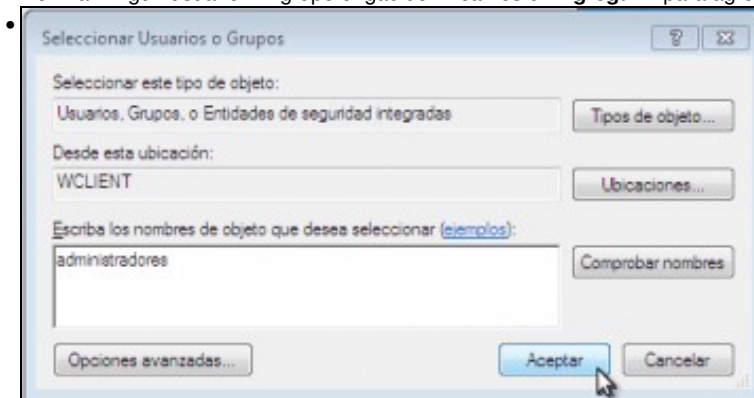 Seleccionar Usuarios o Grupos
Seleccionar este tipo de objeto:
Usuarios, Grupos, o Entidades de seguridad integradas
Tipos de objeto...
Desde esta ubicación:
WCLIENT
Ubicaciones...
Escriba los nombres de objeto que desea seleccionar (ejemplos):
administradores
Comprobar nombres
Opciones avanzadas...
Aceptar
Cancelar